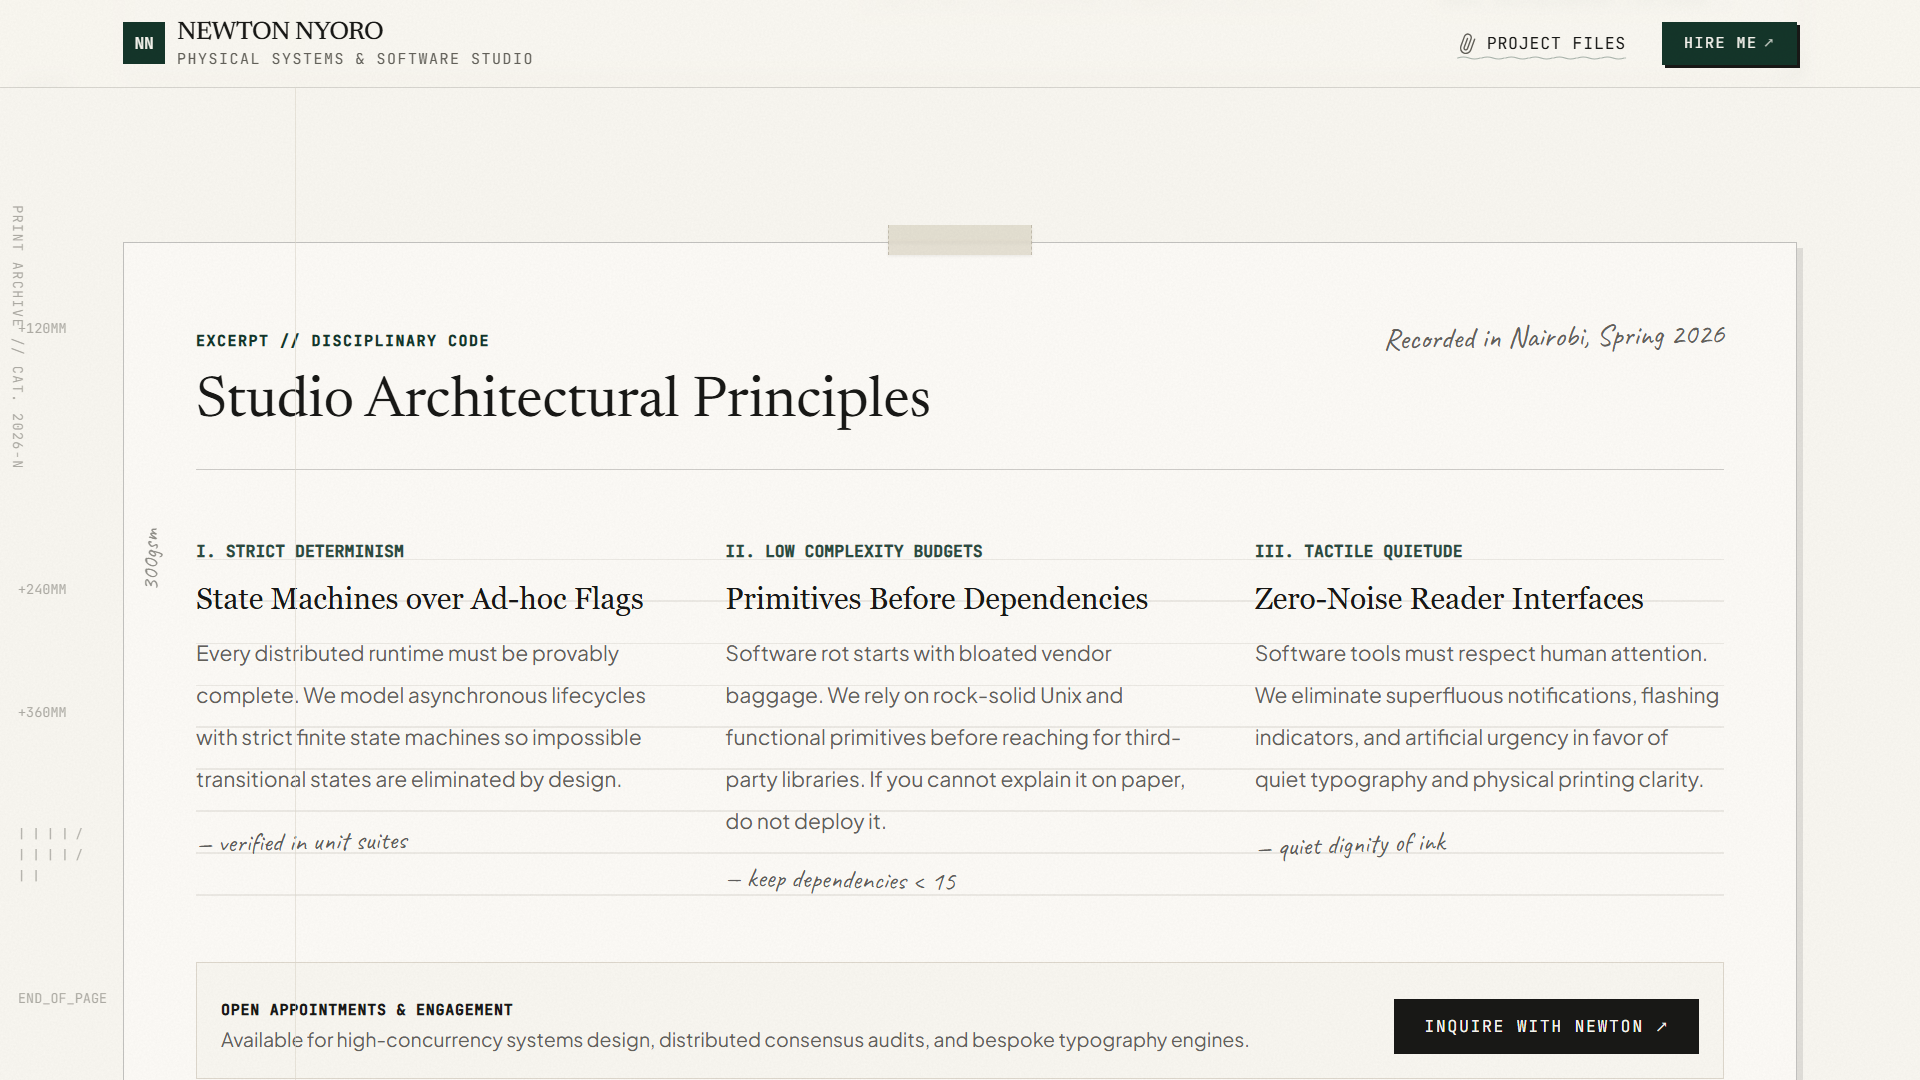 NN
NEWTON NYORO
PHYSICAL SYSTEMS & SOFTWARE STUDIO
PROJECT FILES
HIRE ME ↗
PRINT ARCHIVE // CAT. 2026-N
+120MM
+240MM
+360MM
| | | | /
| | | | /
| |
END_OF_PAGE
300gsm
EXCERPT // DISCIPLINARY CODE
Recorded in Nairobi, Spring 2026
Studio Architectural Principles
I. STRICT DETERMINISM
State Machines over Ad-hoc Flags
Every distributed runtime must be provably
complete. We model asynchronous lifecycles
with strict finite state machines so impossible
transitional states are eliminated by design.
— verified in unit suites
II. LOW COMPLEXITY BUDGETS
Primitives Before Dependencies
Software rot starts with bloated vendor
baggage. We rely on rock-solid Unix and
functional primitives before reaching for third-
party libraries. If you cannot explain it on paper,
do not deploy it.
— keep dependencies < 15
III. TACTILE QUIETUDE
Zero-Noise Reader Interfaces
Software tools must respect human attention.
We eliminate superfluous notifications, flashing
indicators, and artificial urgency in favor of
quiet typography and physical printing clarity.
— quiet dignity of ink
OPEN APPOINTMENTS & ENGAGEMENT
Available for high-concurrency systems design, distributed consensus audits, and bespoke typography engines.
INQUIRE WITH NEWTON ↗